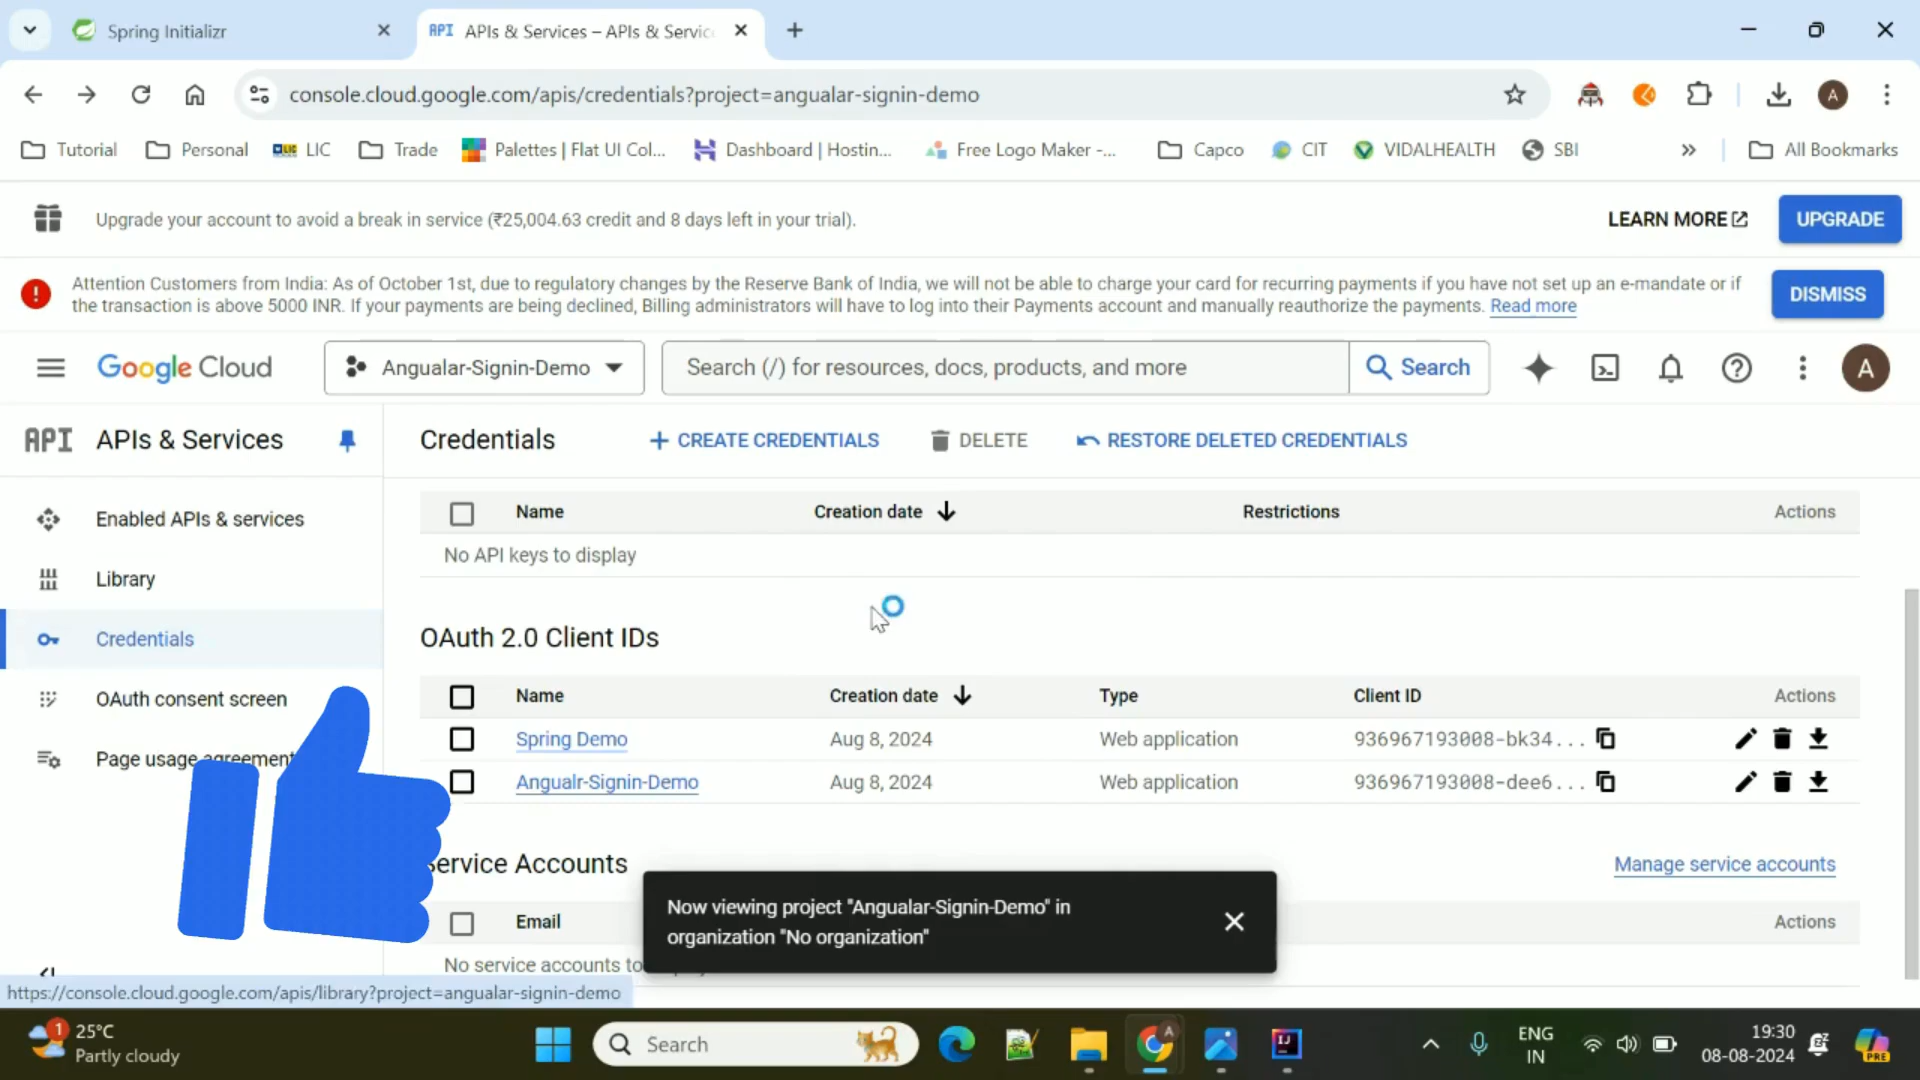 Spring Initializr
API APIs & Services – APIs & Servic
console.cloud.google.com/apis/credentials?project=angualar-signin-demo
A
Tutorial
Personal
LIC LIC
Trade
Palettes | Flat UI Col...
Dashboard | Hostin...
Free Logo Maker -...
Capco
CIT
VIDALHEALTH
SBI
All Bookmarks
Upgrade your account to avoid a break in service (₹25,004.63 credit and 8 days left in your trial).
LEARN MORE
UPGRADE
Attention Customers from India: As of October 1st, due to regulatory changes by the Reserve Bank of India, we will not be able to charge your card for recurring payments if you have not set up an e-mandate or if
the transaction is above 5000 INR. If your payments are being declined, Billing administrators will have to log into their Payments account and manually reauthorize the payments. Read more
DISMISS
Google Cloud
Angualar-Signin-Demo
Search (/) for resources, docs, products, and more
Search
A
API APIs & Services
Credentials
CREATE CREDENTIALS
DELETE
RESTORE DELETED CREDENTIALS
Enabled APIs & services
Library
Credentials
OAuth consent screen
Page usage agreement
Name Creation date Restrictions Actions
No API keys to display
OAuth 2.0 Client IDs
Name Creation date Type Client ID Actions
Spring Demo Aug 8, 2024 Web application 936967193008-bk34...
Angualr-Signin-Demo Aug 8, 2024 Web application 936967193008-dee6...
Service Accounts
Manage service accounts
Email Actions
No service accounts to
Now viewing project "Angualar-Signin-Demo" in
organization "No organization"
https://console.cloud.google.com/apis/library?project=angualar-signin-demo
1
25°C
Partly cloudy
Search
A
IJ
ENG
IN
19:30
08-08-2024
PRE